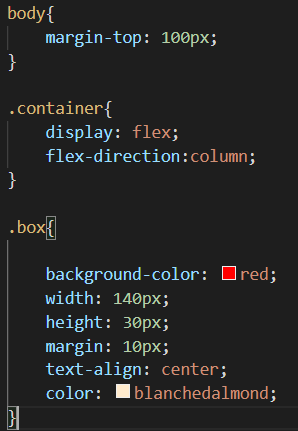 body{
    margin-top: 100px;
}

.container{
    display: flex;
    flex-direction:column;
}

.box{

    background-color: red;
    width: 140px;
    height: 30px;
    margin: 10px;
    text-align: center;
    color: blanchedalmond;
}